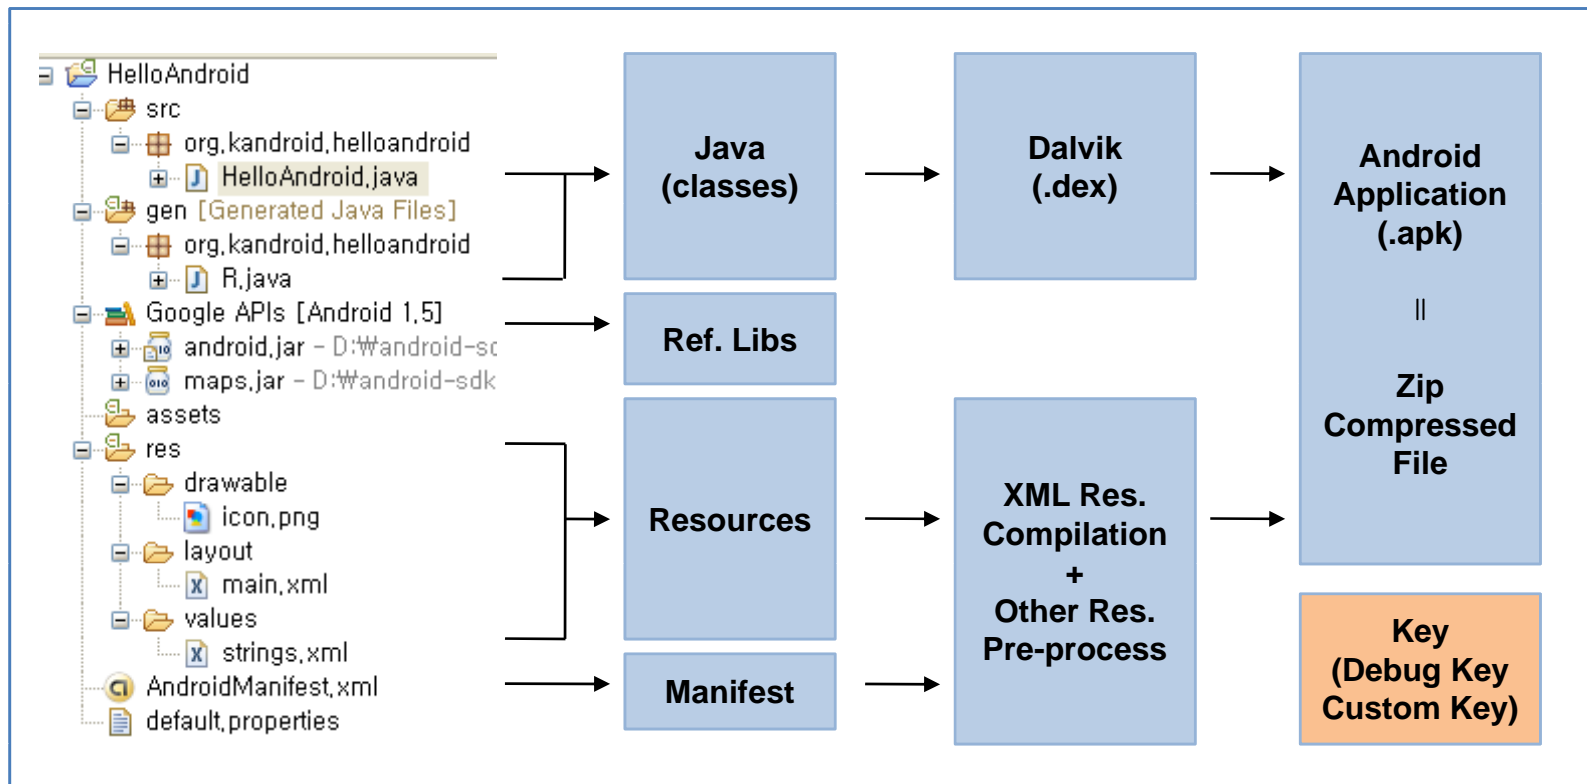 HelloAndroid
src
org.kandroid.helloandroid
HelloAndroid.java
gen [Generated Java Files]
org.kandroid.helloandroid
R.java
Google APIs [Android 1.5]
android.jar - D:₩android-sc
maps.jar - D:₩android-sdk
assets
res
drawable
icon.png
layout
main.xml
values
strings.xml
AndroidManifest.xml
default.properties
Java
(classes)
Ref. Libs
Resources
Manifest
Dalvik
(.dex)
XML Res.
Compilation
+
Other Res.
Pre-process
Android
Application
(.apk)
=
Zip
Compressed
File
Key
(Debug Key
Custom Key)